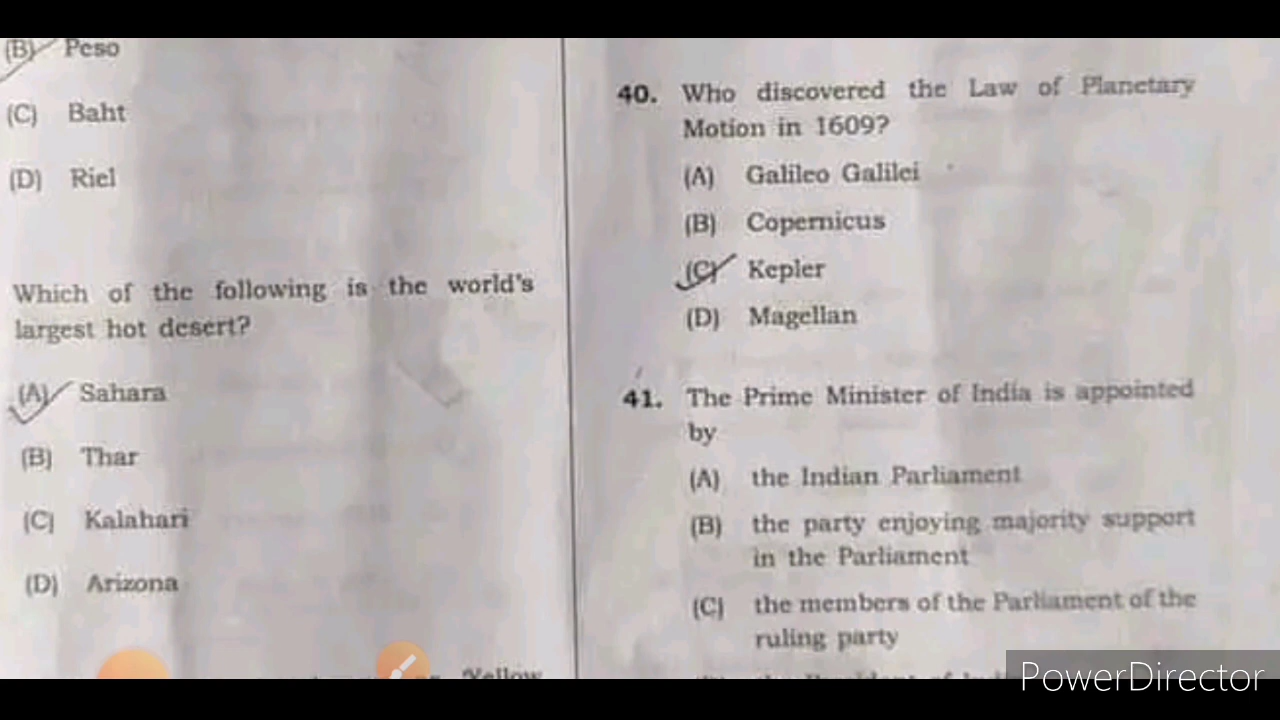 (B) Peso
(C) Baht
(D) Riel
Which of the following is the world's
largest hot desert?
(A) Sahara
(B) Thar
(C) Kalahari
(D) Arizona
Yellow
40. Who discovered the Law of Planetary
Motion in 1609?
(A) Galileo Galilei
(B) Copernicus
(C) Kepler
(D) Magellan
41. The Prime Minister of India is appointed
by
(A) the Indian Parliament
(B) the party enjoying majority support
in the Parliament
(C) the members of the Parliament of the
ruling party
PowerDirector